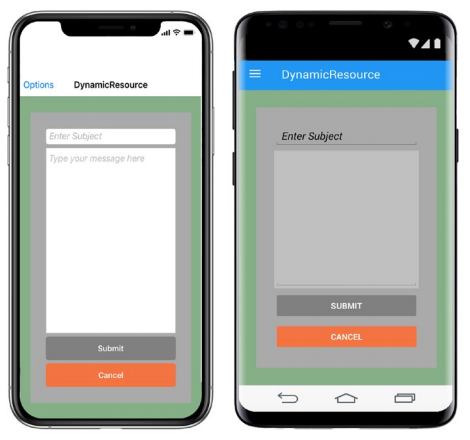 Options DynamicResource
Enter Subject
Type your message here
Submit
Cancel
DynamicResource
Enter Subject
SUBMIT
CANCEL